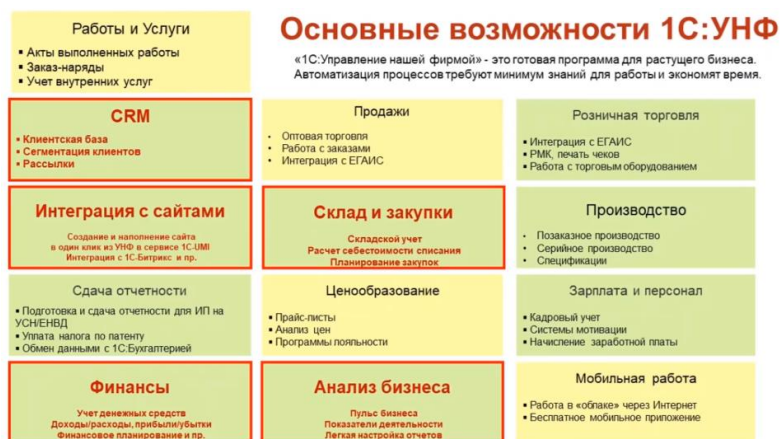 Работы и Услуги
▪ Акты выполненных работы
▪ Заказ-наряды
▪ Учет внутренних услуг
Основные возможности 1С:УНФ
«1С:Управление нашей фирмой» - это готовая программа для растущего бизнеса.
Автоматизация процессов требуют минимум знаний для работы и экономят время.
CRM
▪ Клиентская база
▪ Сегментация клиентов
▪ Рассылки
Продажи
• Оптовая торговля
• Работа с заказами
• Интеграция с ЕГАИС
Розничная торговля
▪ Интеграция с ЕГАИС
▪ РМК, печать чеков
▪ Работа с торговым оборудованием
Интеграция с сайтами
Создание и наполнение сайта
в один клик из УНФ в сервисе 1С-UMI
Интеграция с 1С-Битрикс и пр.
Склад и закупки
Складской учет
Расчет себестоимости списания
Планирование закупок
Производство
• Позаказное производство
• Серийное производство
• Спецификации
Сдача отчетности
▪ Подготовка и сдача отчетности для ИП на
УСН/ЕНВД
▪ Уплата налога по патенту
▪ Обмен данными с 1С:Бухгалтерией
Ценообразование
▪ Прайс-листы
▪ Анализ цен
▪ Программы лояльности
Зарплата и персонал
▪ Кадровый учет
▪ Системы мотивации
▪ Начисление заработной платы
Финансы
Учет денежных средств
Доходы/расходы, прибыли/убытки
Финансовое планирование и пр.
Анализ бизнеса
Пульс бизнеса
Показатели деятельности
Легкая настройка отчетов
Мобильная работа
▪ Работа в «облаке» через Интернет
▪ Бесплатное мобильное приложение